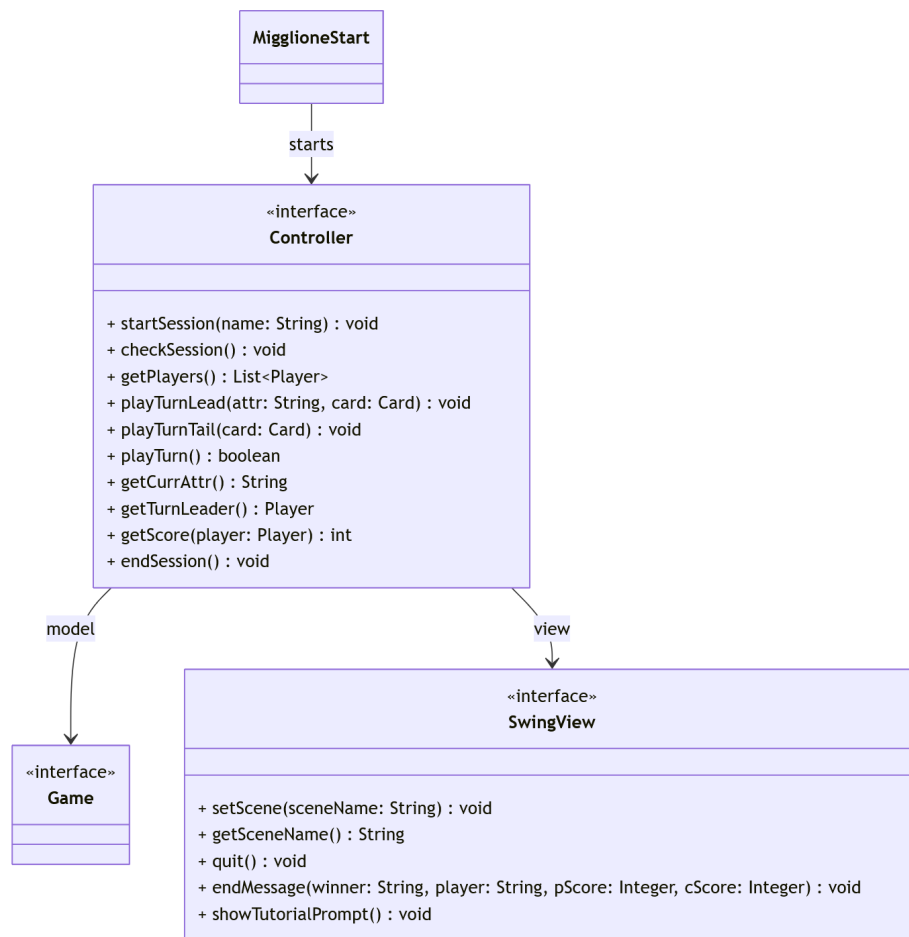 MigglioneStart
starts
«interface»
Controller
+ startSession(name: String) : void
+ checkSession() : void
+ getPlayers() : List<Player>
+ playTurnLead(attr: String, card: Card) : void
+ playTurnTail(card: Card) : void
+ playTurn() : boolean
+ getCurrAttr() : String
+ getTurnLeader() : Player
+ getScore(player: Player) : int
+ endSession() : void
model
view
«interface»
Game
«interface»
SwingView
+ setScene(sceneName: String) : void
+ getSceneName() : String
+ quit() : void
+ endMessage(winner: String, player: String, pScore: Integer, cScore: Integer) : void
+ showTutorialPrompt() : void